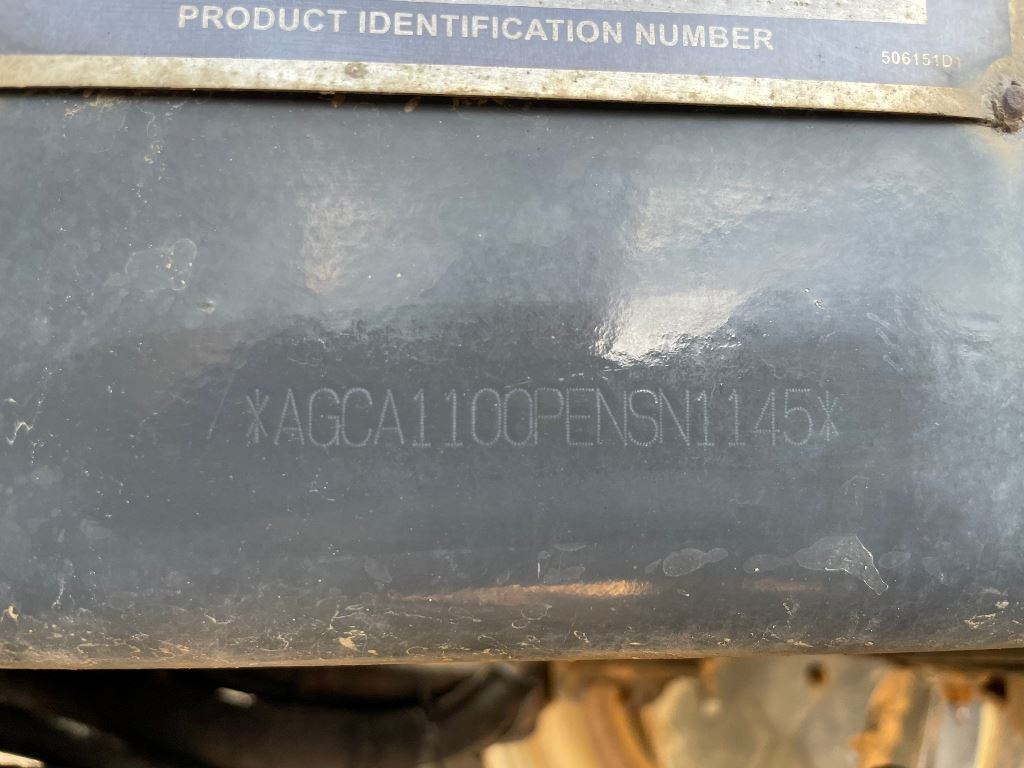 PRODUCT IDENTIFICATION NUMBER
506151D1
*AGCA1100PENSN1145*